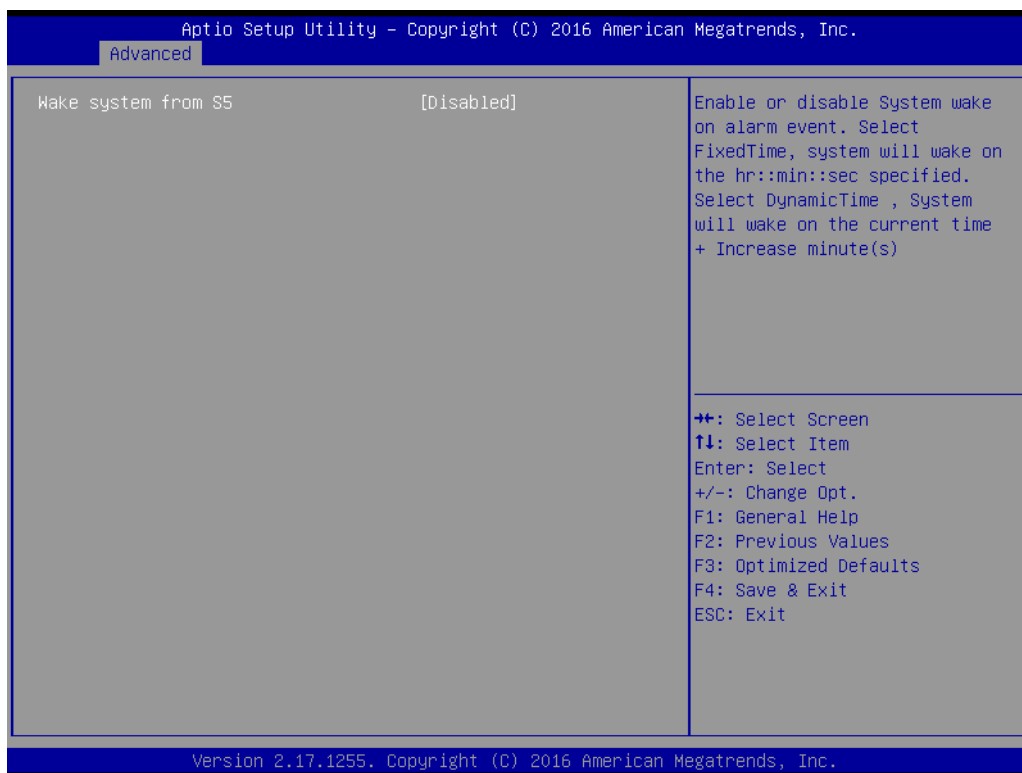 Aptio Setup Utility – Copyright (C) 2016 American Megatrends, Inc.
Advanced
Wake system from S5 [Disabled]
Enable or disable System wake
on alarm event. Select
FixedTime, system will wake on
the hr::min::sec specified.
Select DynamicTime , System
will wake on the current time
+ Increase minute(s)
→←: Select Screen
↑↓: Select Item
Enter: Select
+/-: Change Opt.
F1: General Help
F2: Previous Values
F3: Optimized Defaults
F4: Save & Exit
ESC: Exit
Version 2.17.1255. Copyright (C) 2016 American Megatrends, Inc.